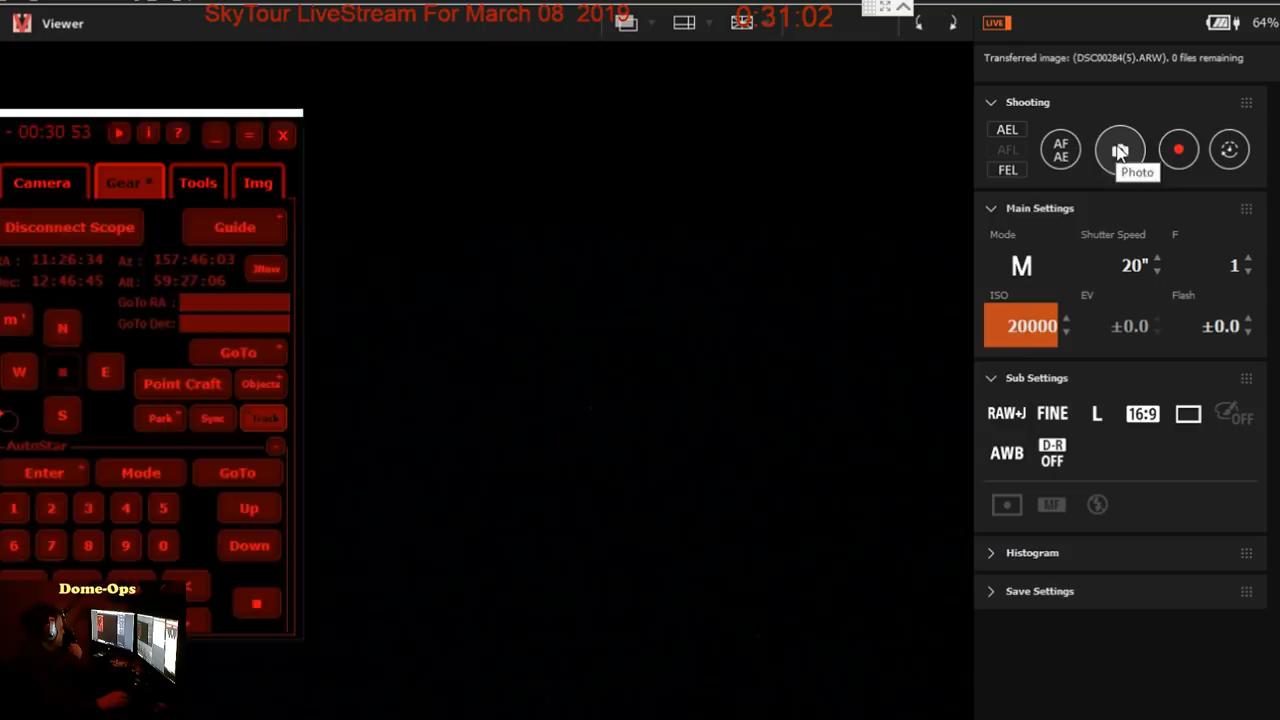 SkyTour LiveStream For March 08 2019
0:31:02
Viewer
LIVE
64%
Transferred image: (DSC00284(5).ARW). 0 files remaining
- 00:30 53
i
?
_
=
X
Camera
Gear
Tools
Img
Disconnect Scope
Guide
RA : 11:26:34 Az : 157:46:03
Dec: 12:46:45 Alt: 59:27:06
JNow
GoTo RA :
GoTo Dec:
m '
N
GoTo
W
E
Point Craft
Objects
S
Park
Sync
Track
AutoStar
Enter
Mode
GoTo
1
2
3
4
5
Up
6
7
8
9
0
Down
Dome-Ops
Shooting
AEL
AFL
FEL
AF
AE
Photo
Main Settings
Mode
Shutter Speed
F
M
20"
1
ISO
EV
Flash
20000
±0.0
±0.0
Sub Settings
RAW+J
FINE
L
16:9
OFF
AWB
D-R
OFF
MF
Histogram
Save Settings